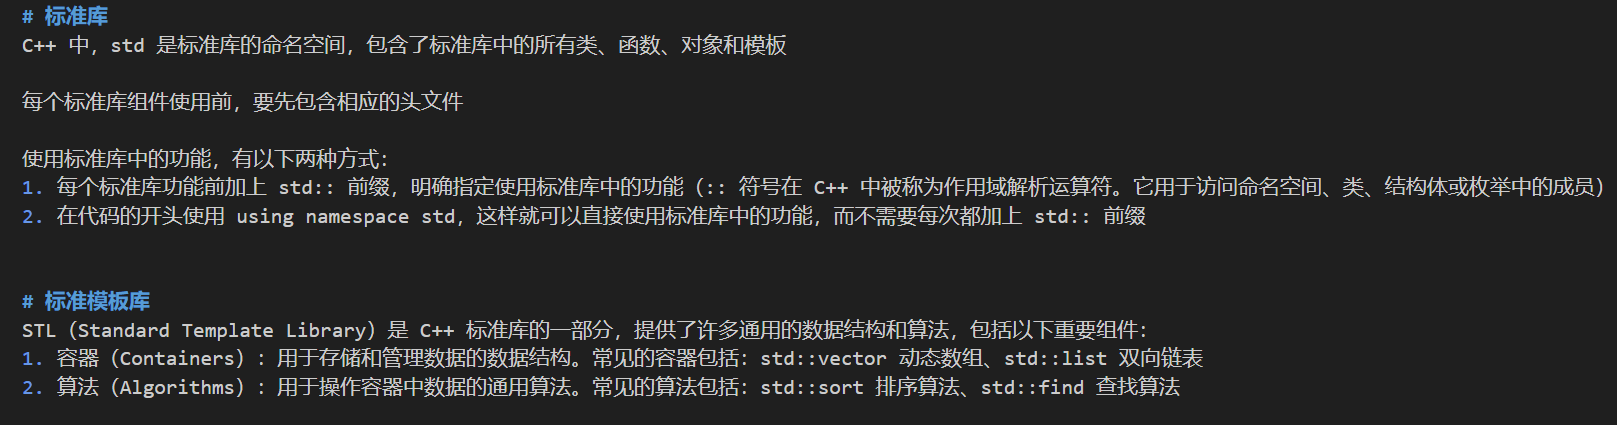 # 标准库
C++ 中，std 是标准库的命名空间，包含了标准库中的所有类、函数、对象和模板
每个标准库组件使用前，要先包含相应的头文件
使用标准库中的功能，有以下两种方式：
1. 每个标准库功能前加上 std:: 前缀，明确指定使用标准库中的功能（:: 符号在 C++ 中被称为作用域解析运算符。它用于访问命名空间、类、结构体或枚举中的成员）
2. 在代码的开头使用 using namespace std，这样就可以直接使用标准库中的功能，而不需要每次都加上 std:: 前缀
# 标准模板库
STL（Standard Template Library）是 C++ 标准库的一部分，提供了许多通用的数据结构和算法，包括以下重要组件：
1. 容器（Containers）：用于存储和管理数据的数据结构。常见的容器包括：std::vector 动态数组、std::list 双向链表
2. 算法（Algorithms）：用于操作容器中数据的通用算法。常见的算法包括：std::sort 排序算法、std::find 查找算法